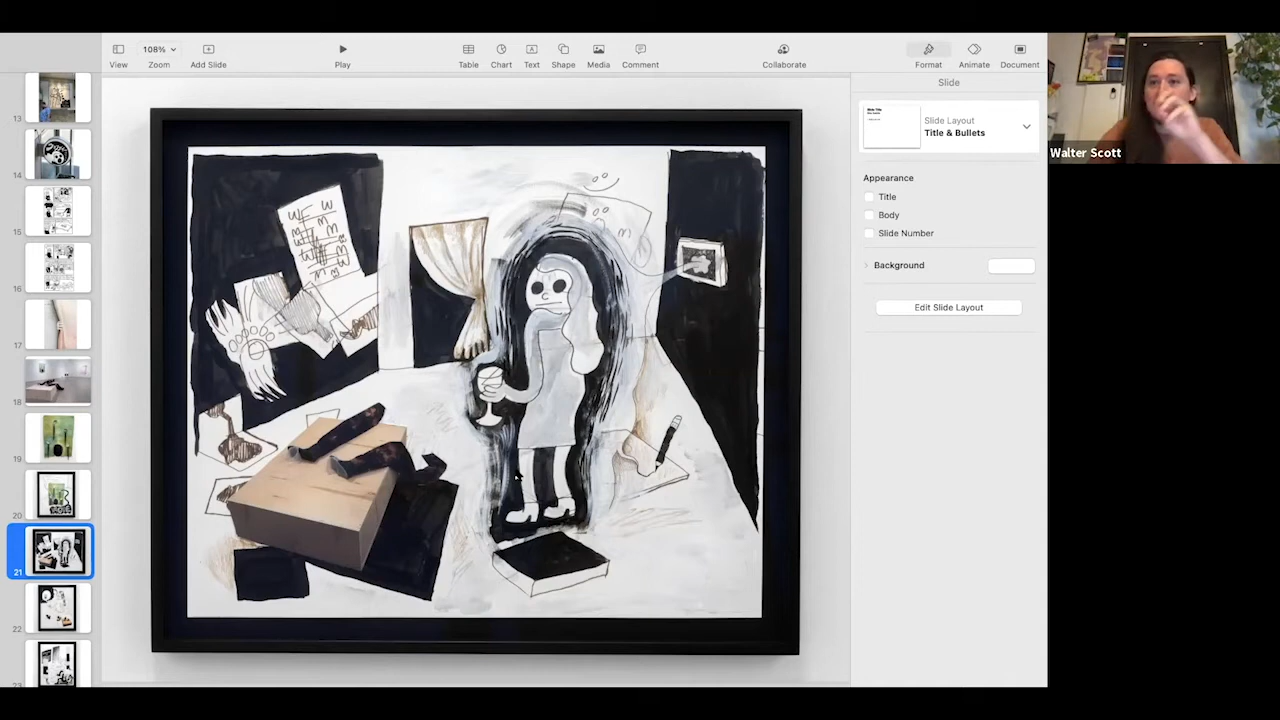 View
108%
Zoom
Add Slide
Play
Table
Chart
Text
Shape
Media
Comment
Collaborate
Format
Animate
Document
Slide
Slide Layout
Title & Bullets
Appearance
Title
Body
Slide Number
Background
Edit Slide Layout
Walter Scott
13
14
15
16
17
18
19
20
21
22
23